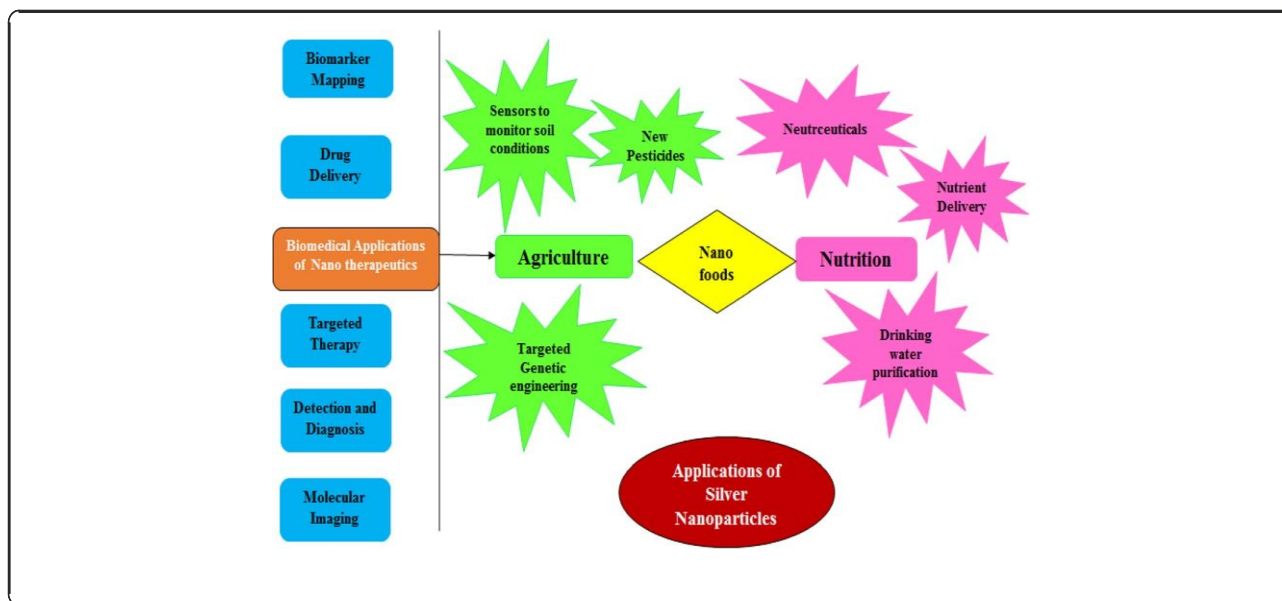 Biomarker
Mapping
Drug
Delivery
Biomedical Applications
of Nano therapeutics
Targeted
Therapy
Detection and
Diagnosis
Molecular
Imaging
Sensors to
monitor soil
conditions
New
Pesticides
Agriculture
Targeted
Genetic
engineering
Nano
foods
Neutrceuticals
Nutrient
Delivery
Nutrition
Drinking
water
purification
Applications of
Silver
Nanoparticles